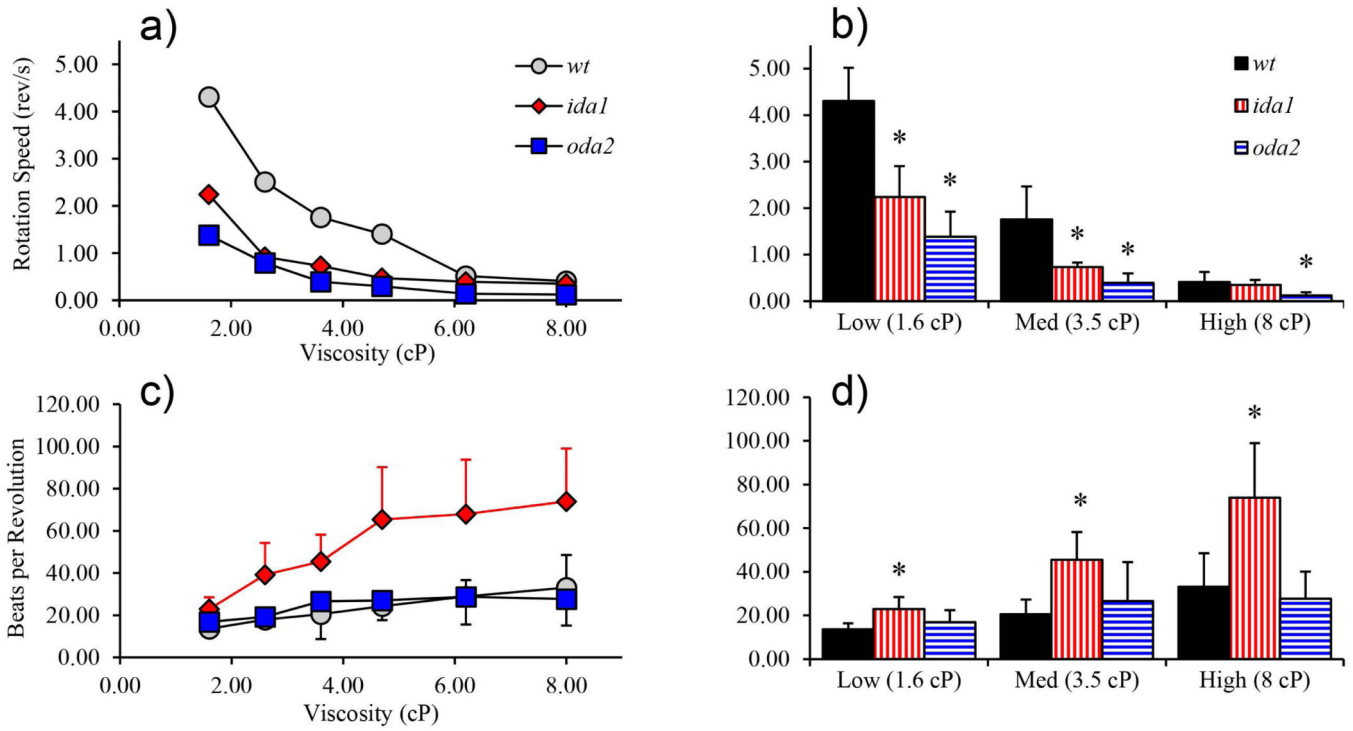 a)
Rotation Speed (rev/s)
5.00
4.00
3.00
2.00
1.00
0.00
0.00 2.00 4.00 6.00 8.00
Viscosity (cP)
wt
ida1
oda2
b)
5.00
4.00
3.00
2.00
1.00
0.00
* * * * *
Low (1.6 cP) Med (3.5 cP) High (8 cP)
wt
ida1
oda2
c)
Beats per Revolution
120.00
100.00
80.00
60.00
40.00
20.00
0.00
0.00 2.00 4.00 6.00 8.00
Viscosity (cP)
d)
120.00
100.00
80.00
60.00
40.00
20.00
0.00
* * *
Low (1.6 cP) Med (3.5 cP) High (8 cP)